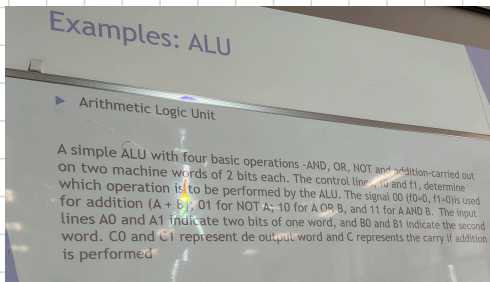 Examples: ALU
► Arithmetic Logic Unit
A simple ALU with four basic operations -AND, OR, NOT and addition-carried out
on two machine words of 2 bits each. The control lines, f0 and f1, determine
which operation is to be performed by the ALU. The signal 00 (f0=0, f1=0)is used
for addition (A + B); 01 for NOT A; 10 for A OR B, and 11 for A AND B. The input
lines A0 and A1 indicate two bits of one word, and B0 and B1 indicate the second
word. C0 and C1 represent de output word and C represents the carry if addition
is performed